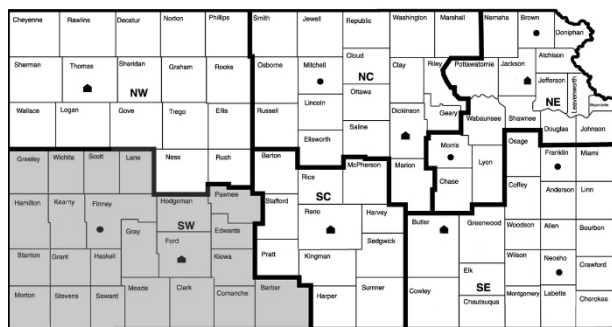 Cheyenne Rawlins Decatur Norton Phillips Smith Jewell Republic Washington Marshall Nemaha Brown
Doniphan
Sherman Thomas Sheridan Graham Rooks Osborne Mitchell Cloud Clay Riley Pottawatomie Jackson Atchison
NW NC
Jefferson
Leavenworth
Wyandotte
Ottawa
Lincoln
NE
Wallace Logan Gove Trego Ellis Russell Dickinson Geary Wabaunsee Shawnee
Saline
Ellsworth
Douglas Johnson
Greeley Wichita Scott Lane Ness Rush Barton McPherson Marion Morris Lyon Osage Franklin Miami
Rice
Chase
Hamilton Kearny Finney Hodgeman Pawnee Stafford SC Coffey Anderson Linn
SW
Reno Harvey
Butler Greenwood
Gray Ford Edwards Woodson Allen Bourbon
Sedgwick
Stanton Grant Haskell Kiowa Pratt Kingman Wilson Neosho
Elk
Crawford
Meade Clark SE
Morton Stevens Seward Comanche Barber Harper Sumner Cowley Chautauqua Montgomery Labette Cherokee